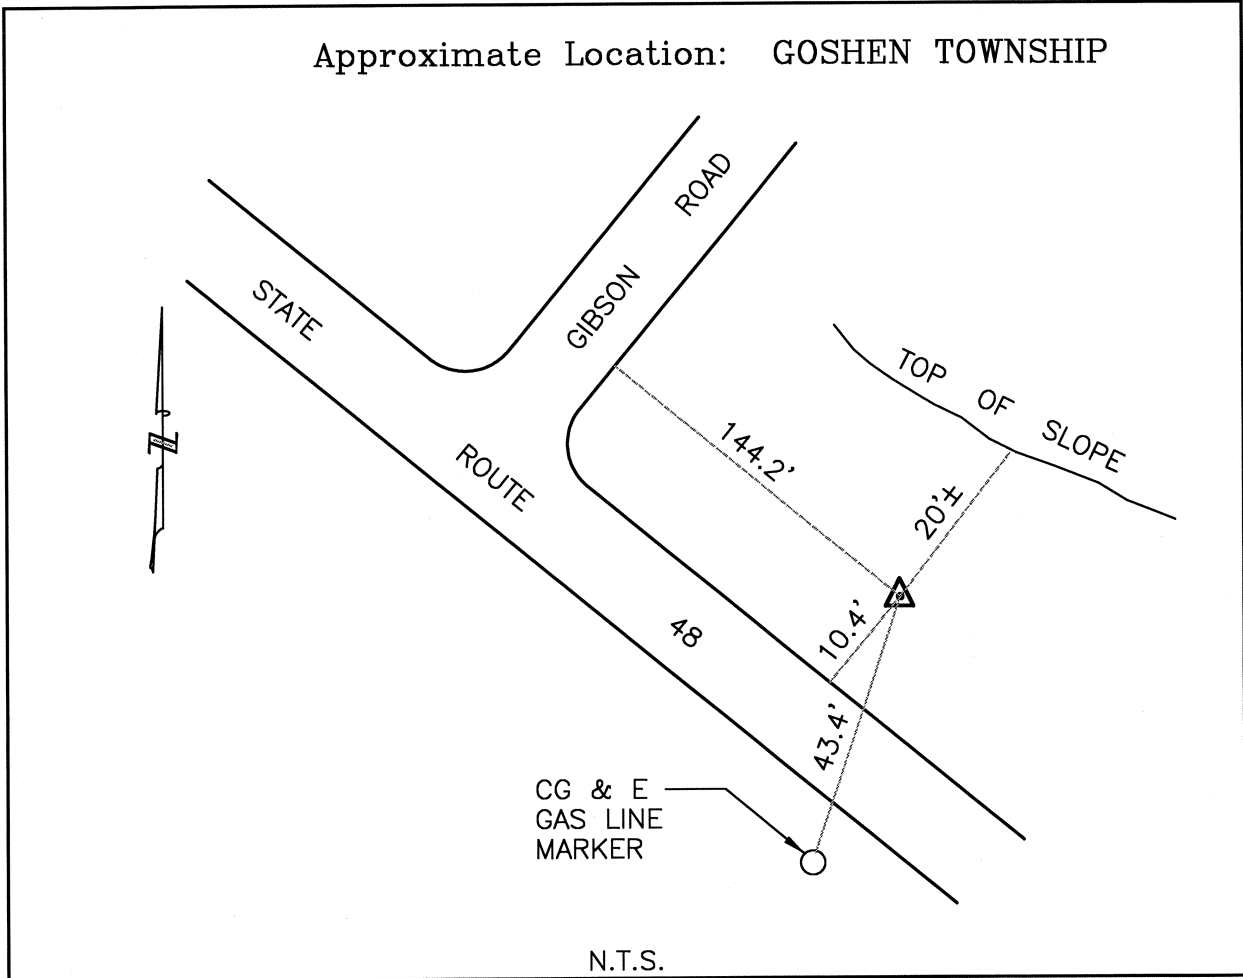 Approximate Location: GOSHEN TOWNSHIP
GIBSON ROAD
STATE ROUTE 48
TOP OF SLOPE
144.2'
20'±
10.4'
43.4'
CG & E
GAS LINE
MARKER
N
N.T.S.